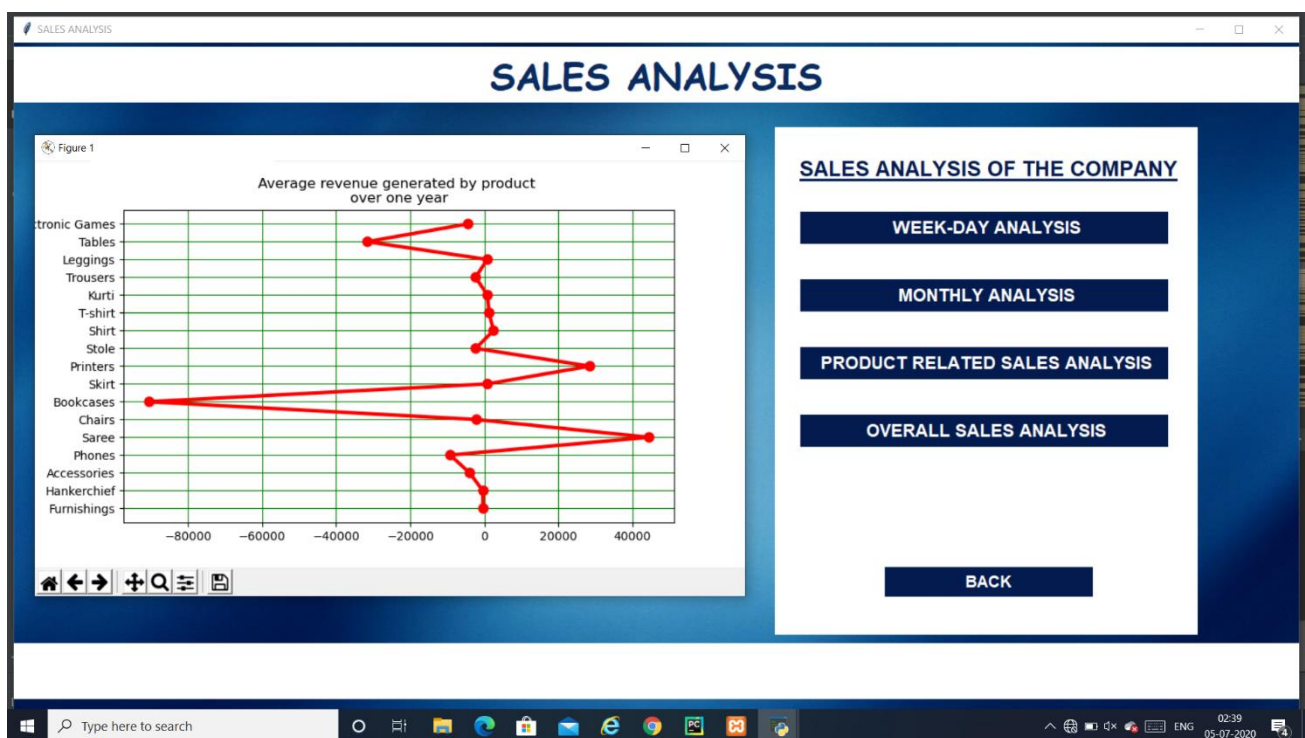 SALES ANALYSIS
SALES ANALYSIS
Figure 1
Average revenue generated by product
over one year
ctronic Games
Tables
Leggings
Trousers
Kurti
T-shirt
Shirt
Stole
Printers
Skirt
Bookcases
Chairs
Saree
Phones
Accessories
Hankerchief
Furnishings
−80000 −60000 −40000 −20000 0 20000 40000
SALES ANALYSIS OF THE COMPANY
WEEK-DAY ANALYSIS
MONTHLY ANALYSIS
PRODUCT RELATED SALES ANALYSIS
OVERALL SALES ANALYSIS
BACK
Type here to search
PC
ENG
02:39
05-07-2020
4